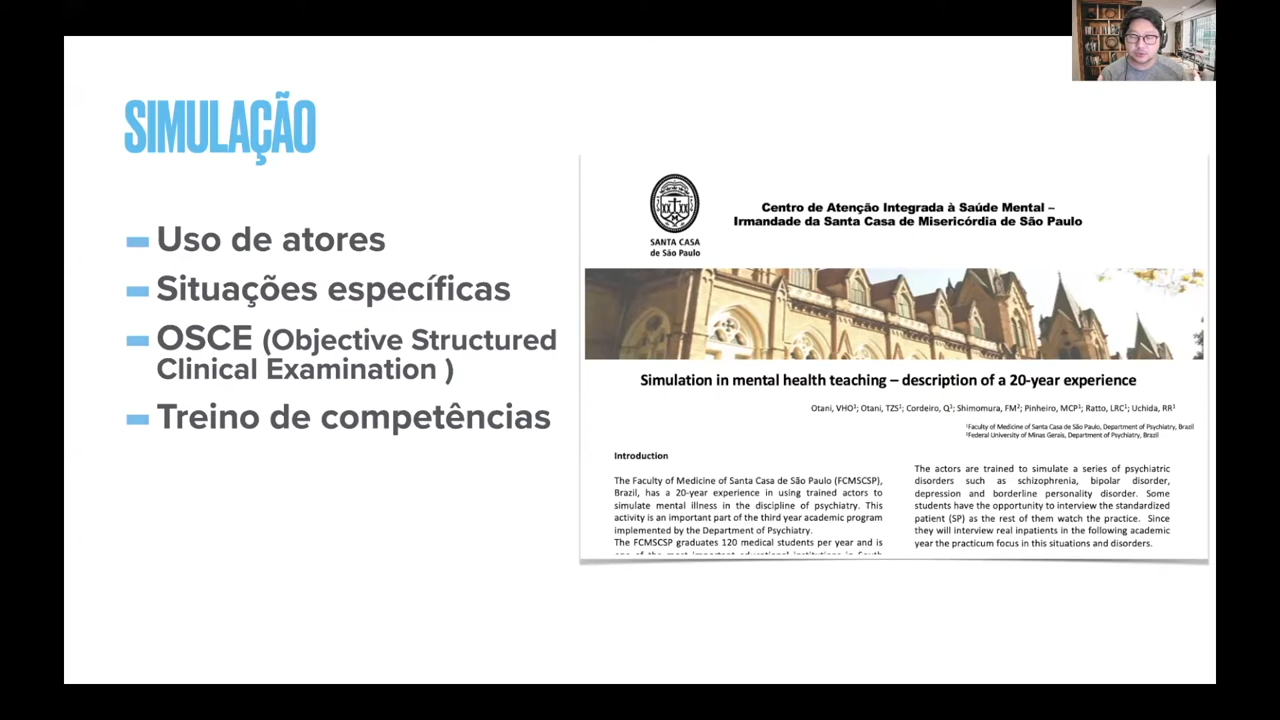 SIMULAÇÃO
Uso de atores
Situações específicas
OSCE (Objective Structured
Clinical Examination )
Treino de competências
SANTA CASA
de São Paulo
Centro de Atenção Integrada à Saúde Mental –
Irmandade da Santa Casa de Misericórdia de São Paulo
Simulation in mental health teaching – description of a 20-year experience
Otani, VHO¹; Otani, TZS¹; Cordeiro, Q¹; Shimomura, FM²; Pinheiro, MCP¹; Ratto, LRC¹; Uchida, RR¹
¹Faculty of Medicine of Santa Casa de São Paulo, Department of Psychiatry, Brazil
²Federal University of Minas Gerais, Department of Psychiatry, Brazil
Introduction
The Faculty of Medicine of Santa Casa de São Paulo (FCMSCSP),
Brazil, has a 20-year experience in using trained actors to
simulate mental illness in the discipline of psychiatry. This
activity is an important part of the third year academic program
implemented by the Department of Psychiatry.
The FCMSCSP graduates 120 medical students per year and is
one of the most important educational institutions in South
The actors are trained to simulate a series of psychiatric
disorders such as schizophrenia, bipolar disorder,
depression and borderline personality disorder. Some
students have the opportunity to interview the standardized
patient (SP) as the rest of them watch the practice. Since
they will interview real inpatients in the following academic
year the practicum focus in this situations and disorders.